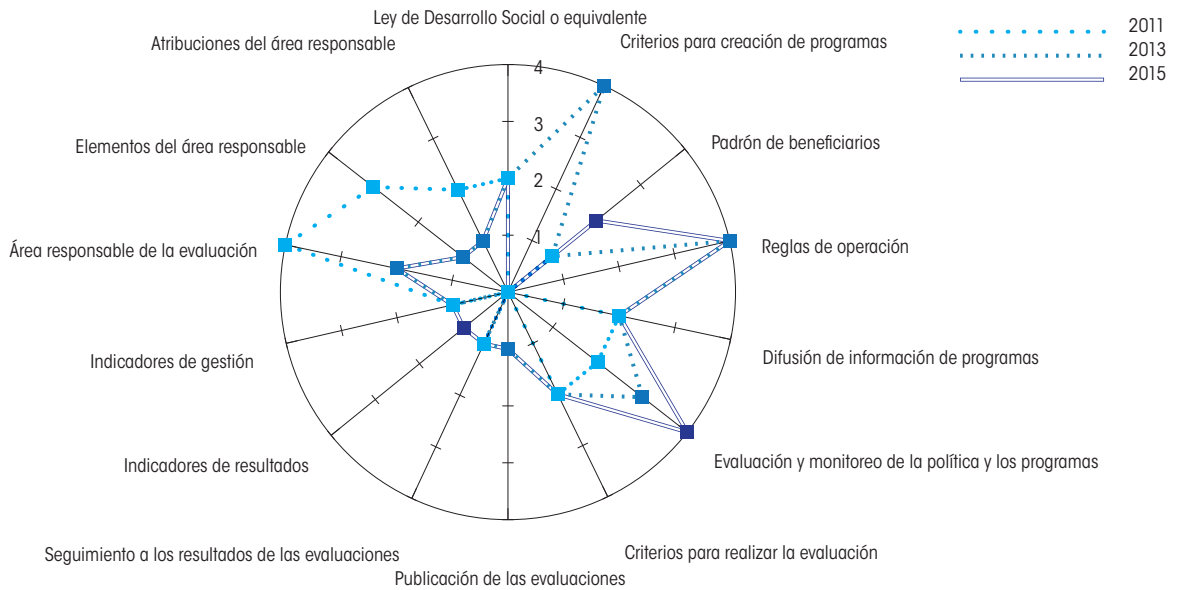 Ley de Desarrollo Social o equivalente
Atribuciones del área responsable
Criterios para creación de programas
2011
2013
2015
4
3
2
1
Elementos del área responsable
Padrón de beneficiarios
Área responsable de la evaluación
Reglas de operación
Indicadores de gestión
Difusión de información de programas
Indicadores de resultados
Evaluación y monitoreo de la política y los programas
Seguimiento a los resultados de las evaluaciones
Criterios para realizar la evaluación
Publicación de las evaluaciones